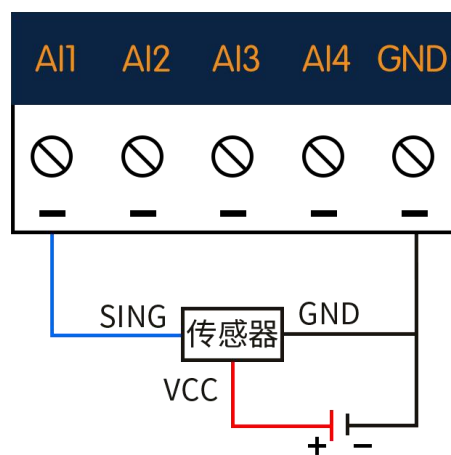 AI1 AI2 AI3 AI4 GND
SING 传感器 GND
VCC
+ −